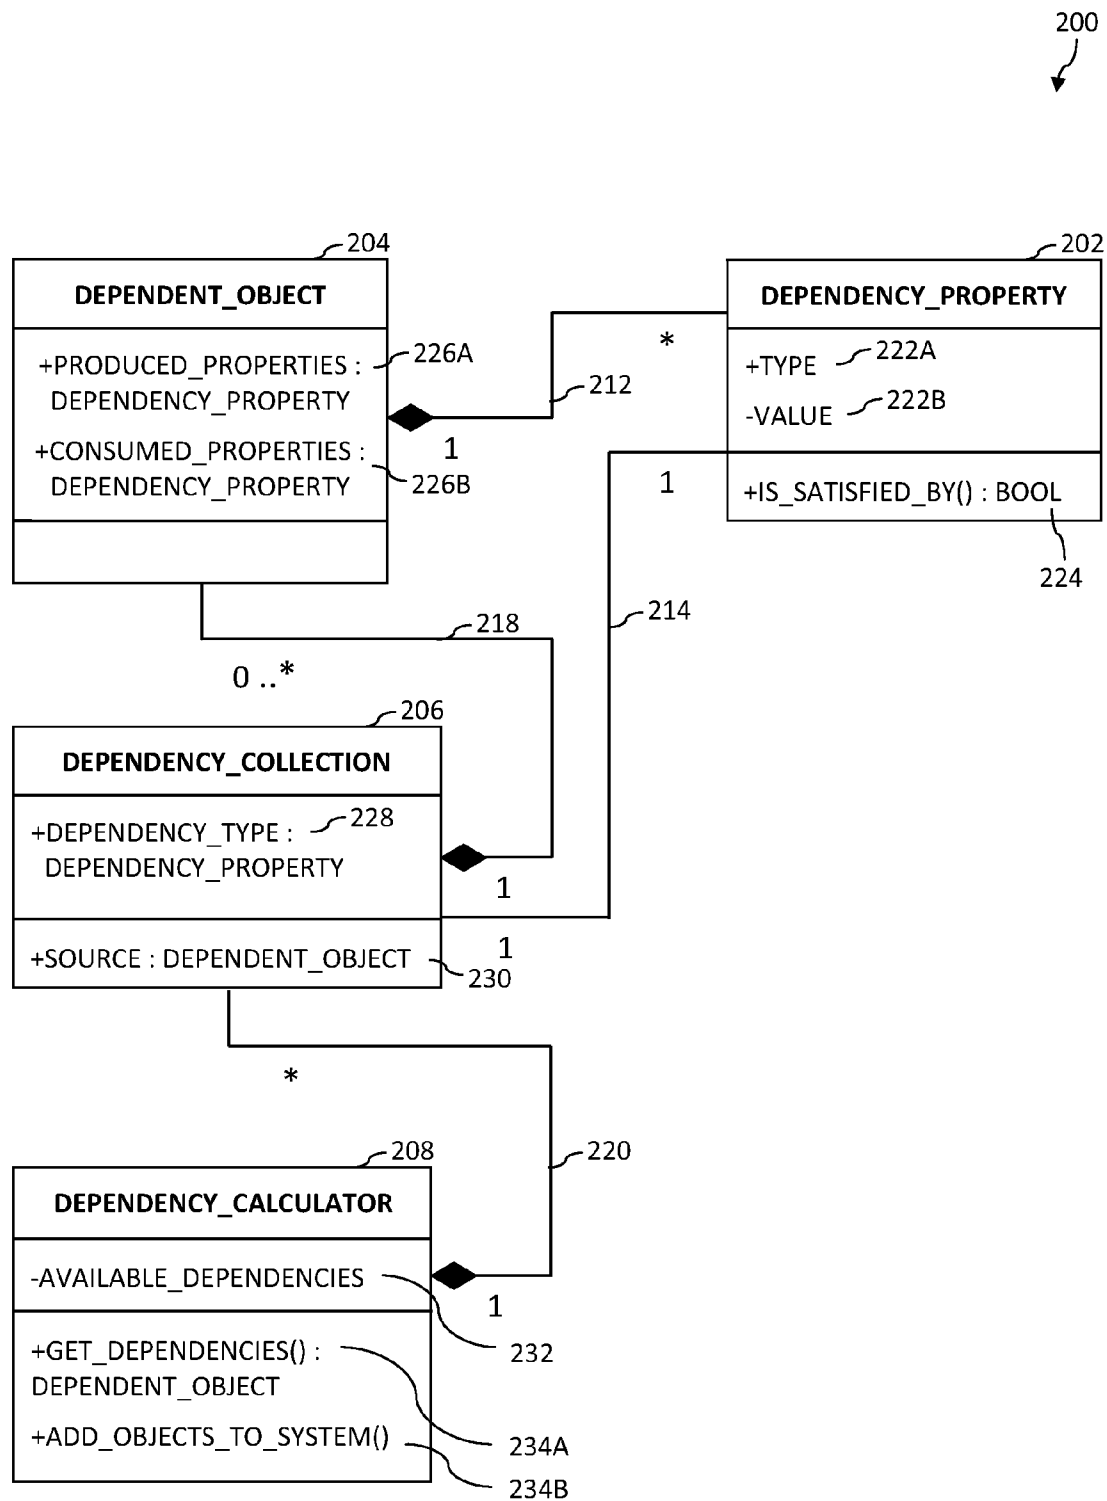 200
204
DEPENDENT_OBJECT
+PRODUCED_PROPERTIES :
DEPENDENCY_PROPERTY
226A
+CONSUMED_PROPERTIES :
DEPENDENCY_PROPERTY
226B
1
212
*
202
DEPENDENCY_PROPERTY
+TYPE
222A
-VALUE
222B
1
+IS_SATISFIED_BY() : BOOL
224
214
218
0 ..*
206
DEPENDENCY_COLLECTION
+DEPENDENCY_TYPE :
228
DEPENDENCY_PROPERTY
1
+SOURCE : DEPENDENT_OBJECT
1
230
*
220
208
DEPENDENCY_CALCULATOR
-AVAILABLE_DEPENDENCIES
1
232
+GET_DEPENDENCIES() :
DEPENDENT_OBJECT
+ADD_OBJECTS_TO_SYSTEM()
234A
234B